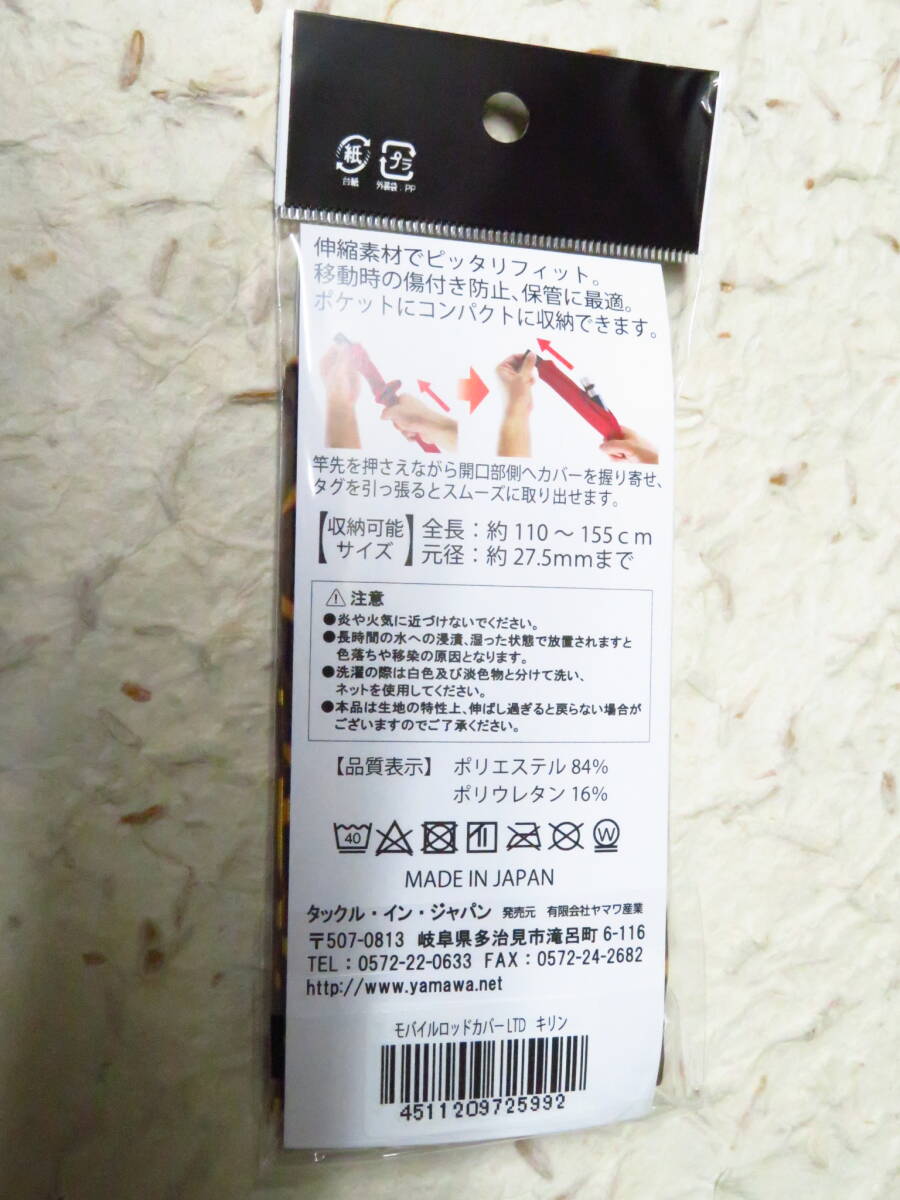 紙 プラ
台紙 外装袋：PP
伸縮素材でピッタリフィット。
移動時の傷付き防止、保管に最適。
ポケットにコンパクトに収納できます。
竿先を押さえながら開口部側へカバーを握り寄せ、
タグを引っ張るとスムーズに取り出せます。
【収納可能サイズ】 全長：約 110 ～ 155ｃｍ
元径：約 27.5mmまで
注意
●炎や火気に近づけないでください。
●長時間の水への浸漬、湿った状態で放置されますと
色落ちや移染の原因となります。
●洗濯の際は白色及び淡色物と分けて洗い、
ネットを使用してください。
●本品は生地の特性上、伸ばし過ぎると戻らない場合が
ございますのでご了承ください。
【品質表示】 ポリエステル 84%
ポリウレタン 16%
40 W
MADE IN JAPAN
タックル・イン・ジャパン 発売元 有限会社ヤマワ産業
〒507-0813 岐阜県多治見市滝呂町 6-116
TEL：0572-22-0633 FAX：0572-24-2682
http://www.yamawa.net
モバイルロッドカバー LTD キリン
4511209725992